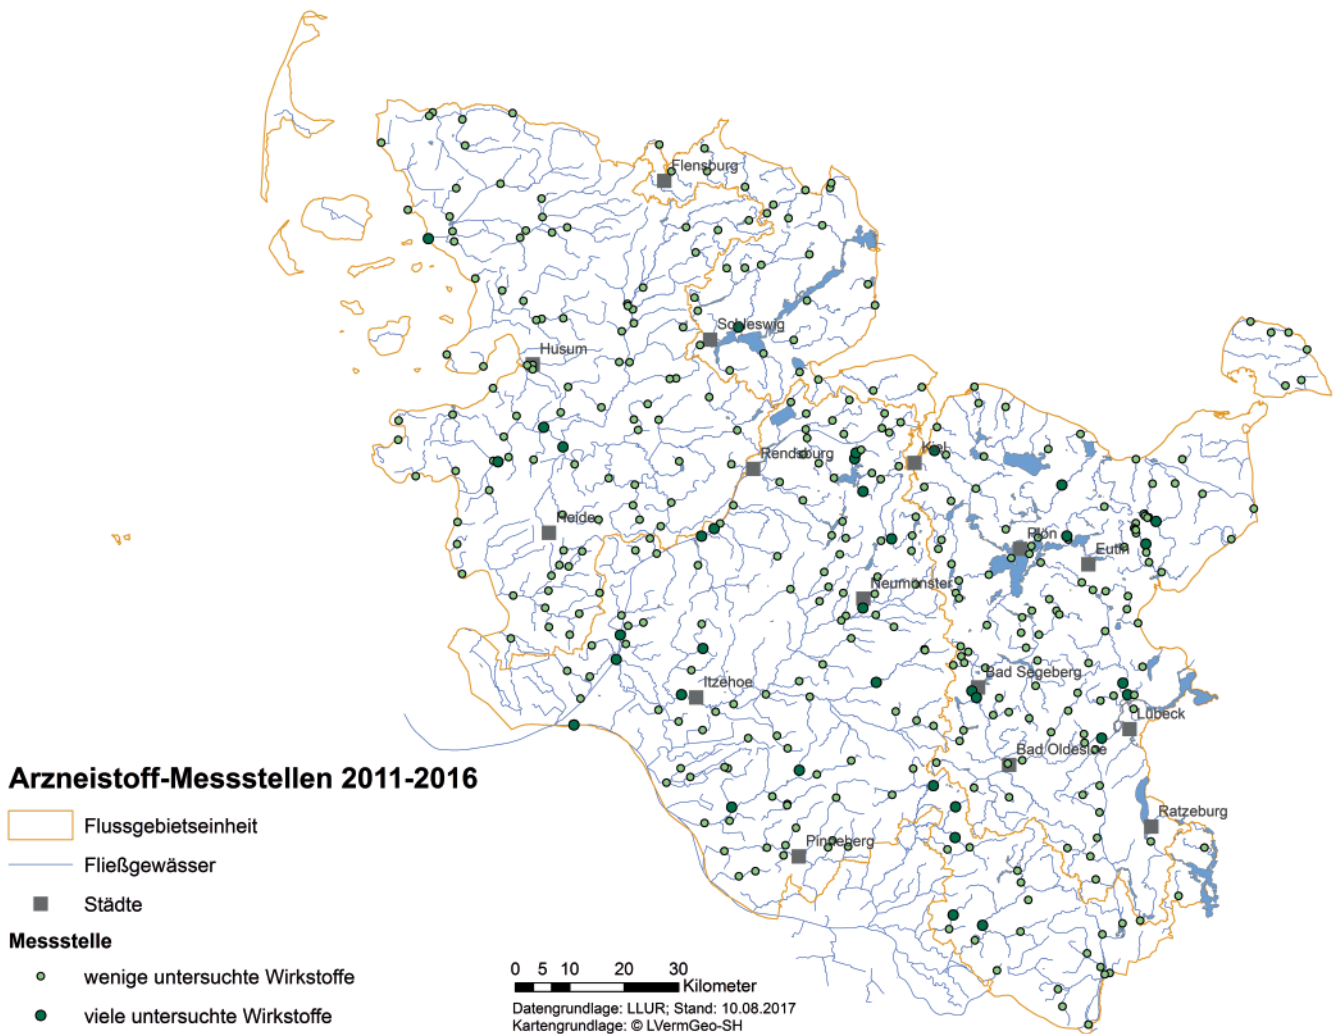 Flensburg
Schleswig
Husum
Kiel
Rendsburg
Heide
Plön
Eutin
Neumünster
Bad Segeberg
Itzehoe
Lübeck
Bad Oldesloe
Ratzeburg
Pinneberg
Arzneistoff-Messstellen 2011-2016
Flussgebietseinheit
Fließgewässer
Städte
Messstelle
wenige untersuchte Wirkstoffe
viele untersuchte Wirkstoffe
0 5 10 20 30
Kilometer
Datengrundlage: LLUR; Stand: 10.08.2017
Kartengrundlage: © LVermGeo-SH